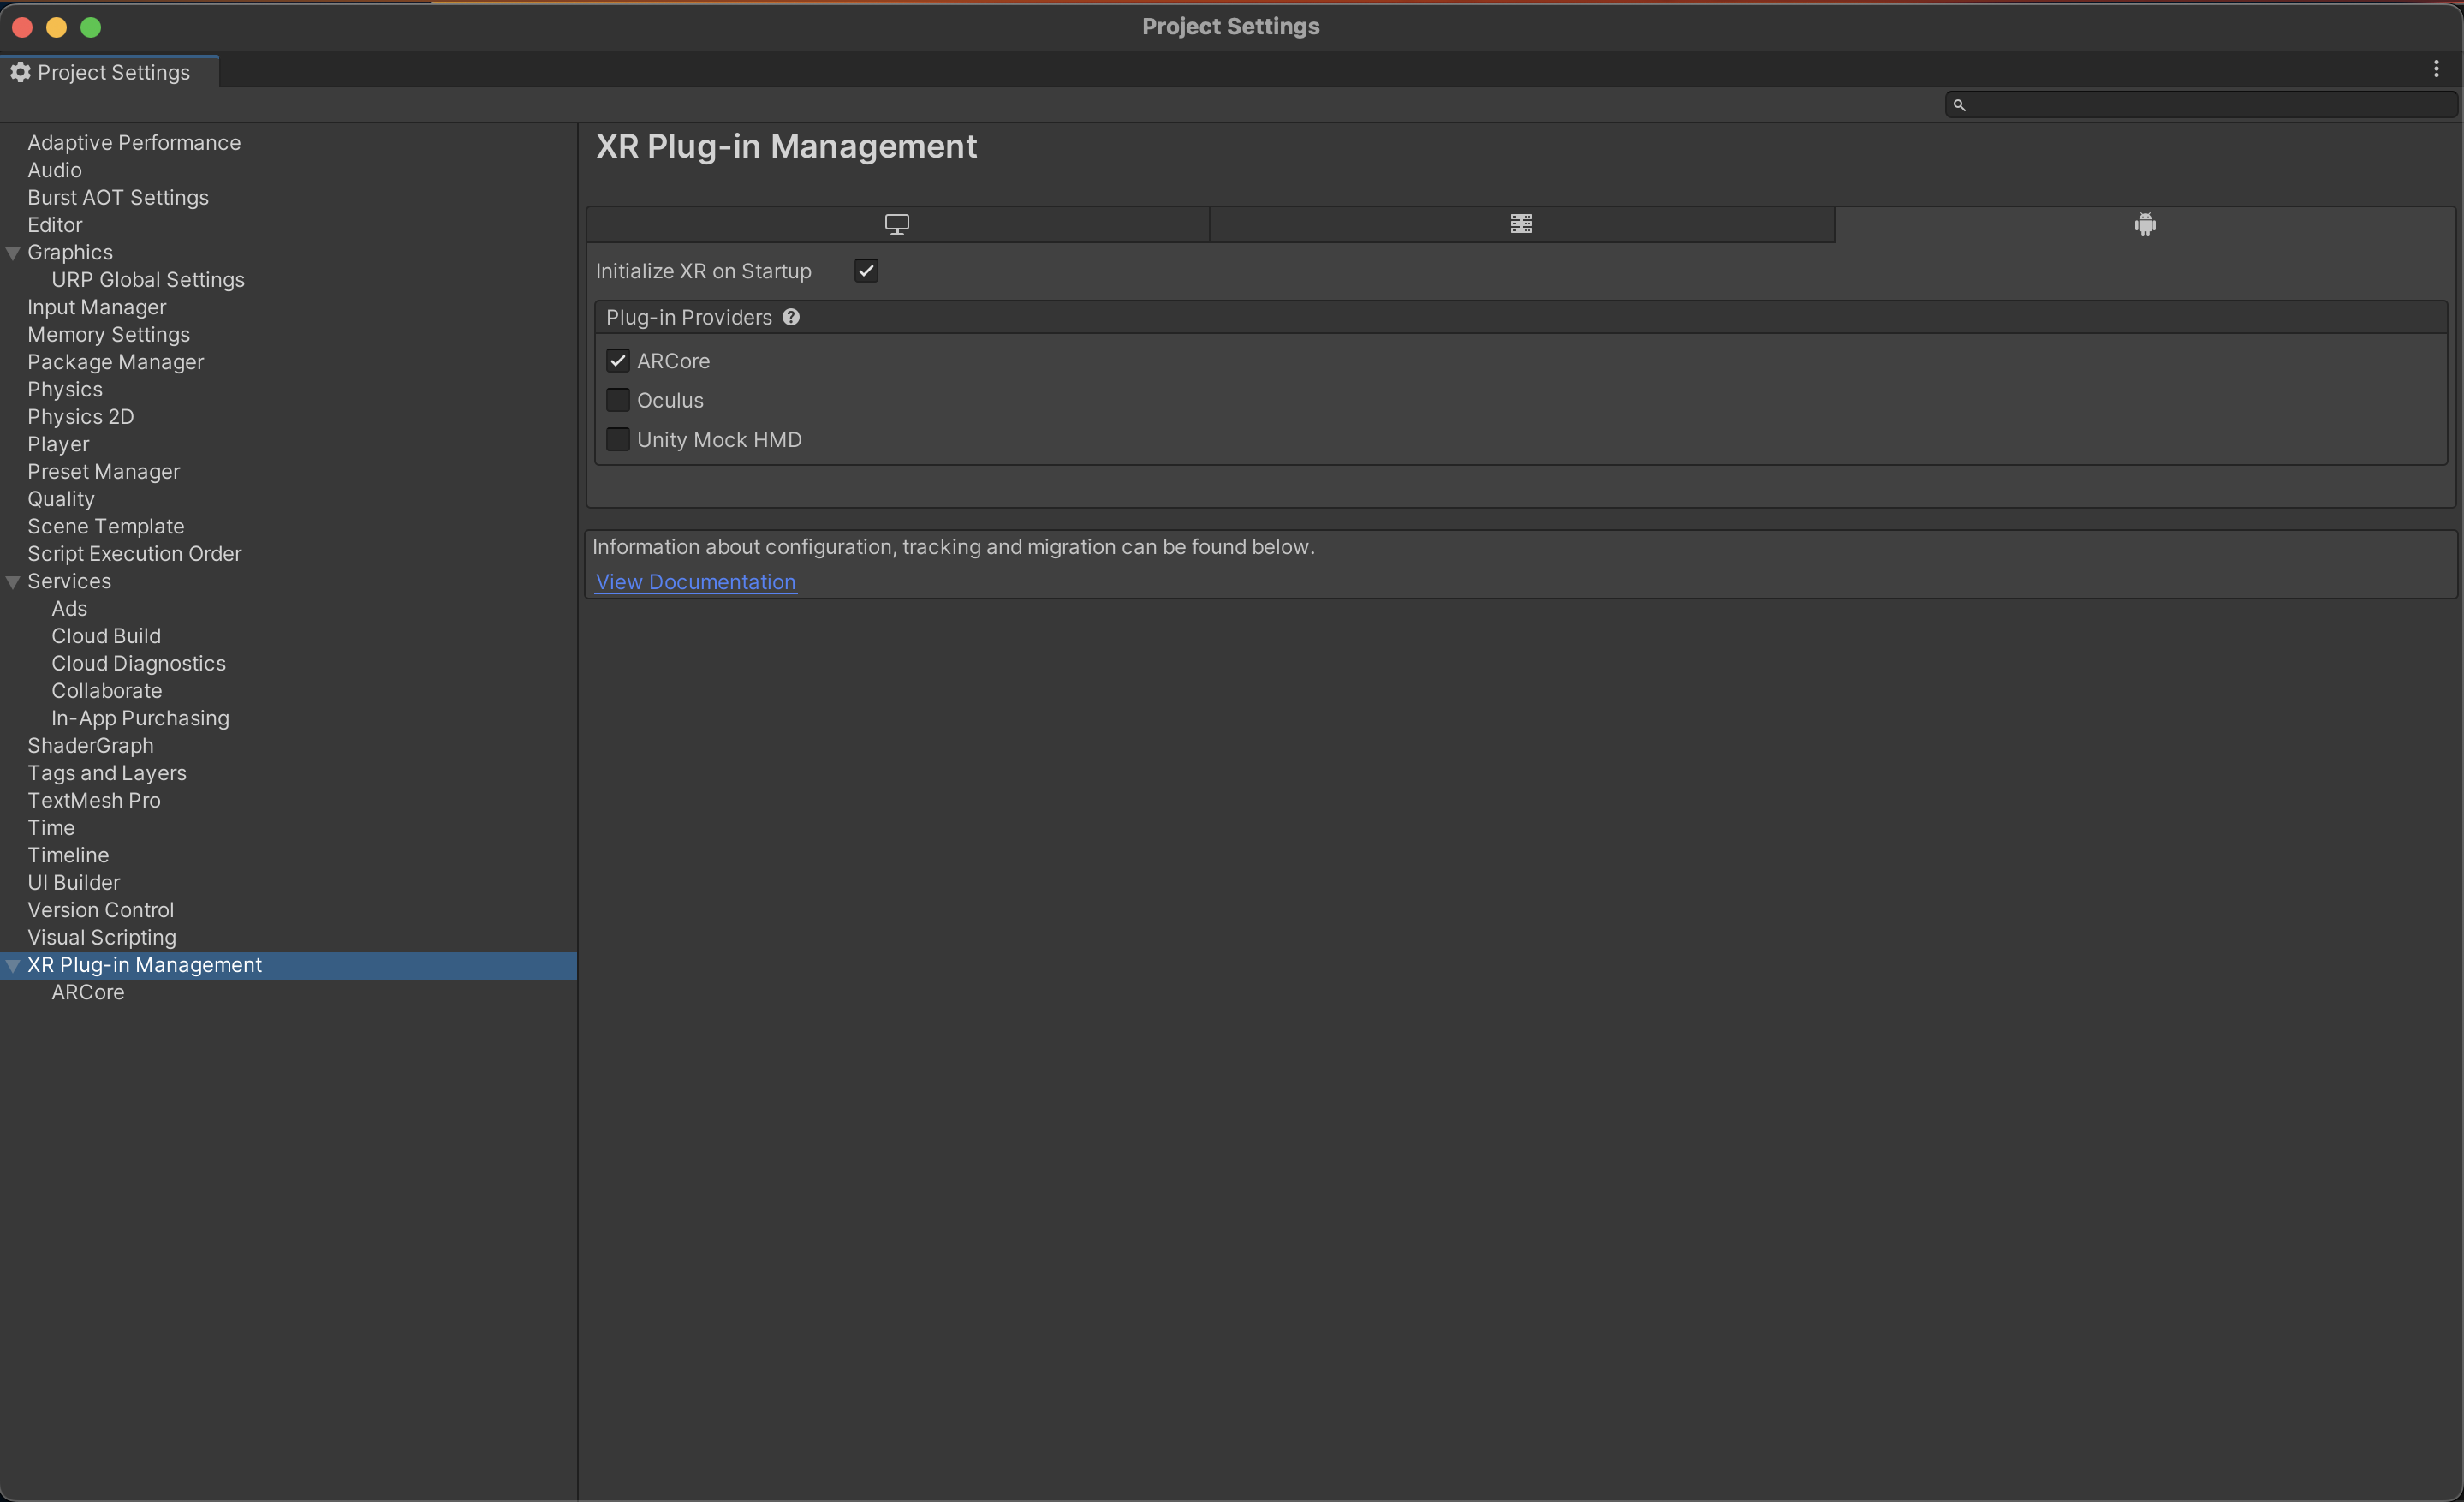 Project Settings
Project Settings
Adaptive Performance
Audio
Burst AOT Settings
Editor
Graphics
URP Global Settings
Input Manager
Memory Settings
Package Manager
Physics
Physics 2D
Player
Preset Manager
Quality
Scene Template
Script Execution Order
Services
Ads
Cloud Build
Cloud Diagnostics
Collaborate
In-App Purchasing
ShaderGraph
Tags and Layers
TextMesh Pro
Time
Timeline
UI Builder
Version Control
Visual Scripting
XR Plug-in Management
ARCore
XR Plug-in Management
Initialize XR on Startup
Plug-in Providers
ARCore
Oculus
Unity Mock HMD
Information about configuration, tracking and migration can be found below.
View Documentation